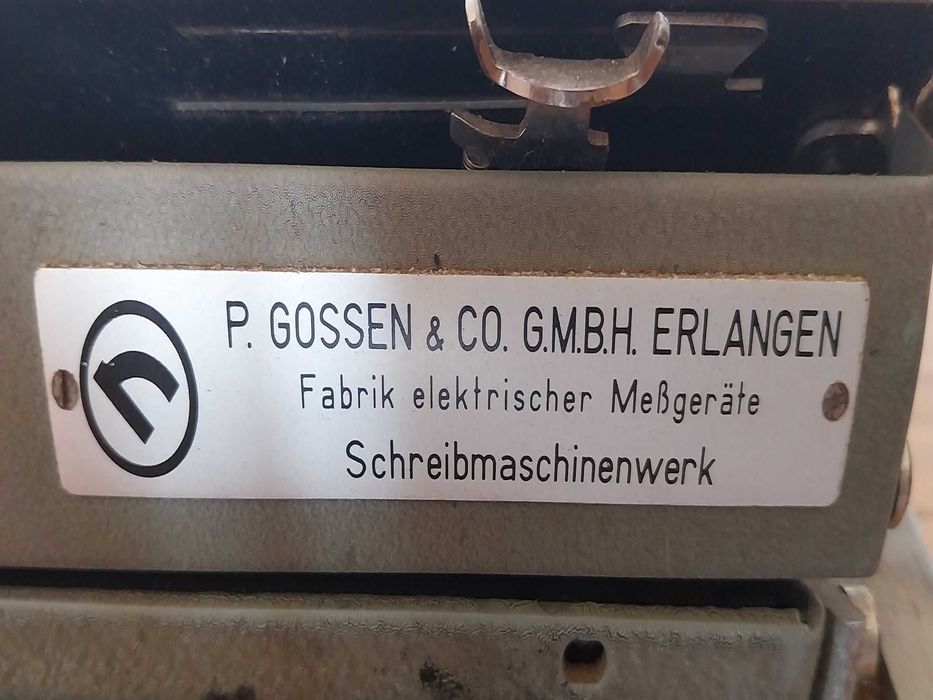 P. GOSSEN & CO. G.M.B.H. ERLANGEN
Fabrik elektrischer Meßgeräte
Schreibmaschinenwerk